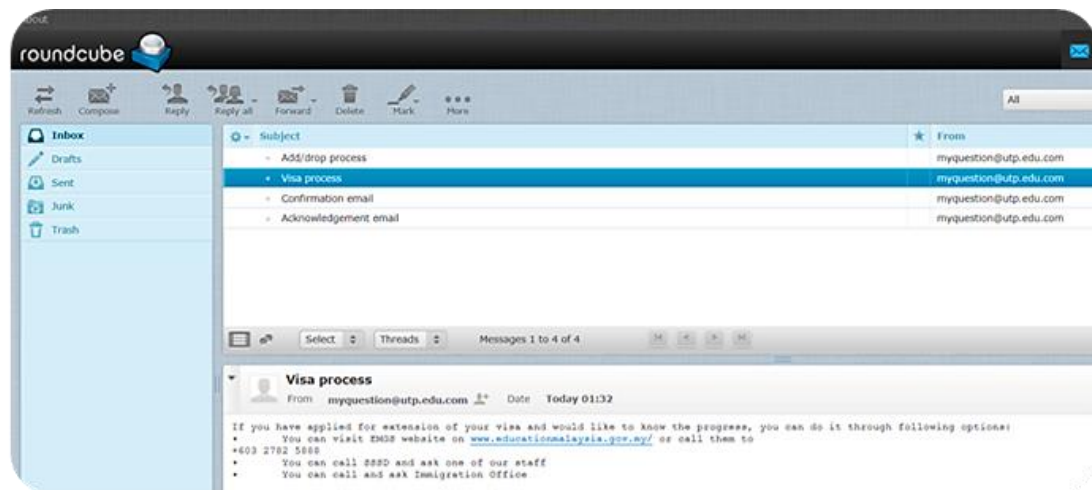 bout
roundcube
Refresh Compose Reply Reply all Forward Delete Mark More
All
Inbox
Drafts
Sent
Junk
Trash
Subject From
Add/drop process myquestion@utp.edu.com
Visa process myquestion@utp.edu.com
Confirmation email myquestion@utp.edu.com
Acknowledgement email myquestion@utp.edu.com
Select Threads Messages 1 to 4 of 4
Visa process
From myquestion@utp.edu.com Date Today 01:32
If you have applied for extension of your visa and would like to know the progress, you can do it through following options:
• You can visit EMGS website on www.educationmalaysia.gov.my/ or call them to
+603 2782 5888
• You can call SSSD and ask one of our staff
• You can call and ask Immigration Office